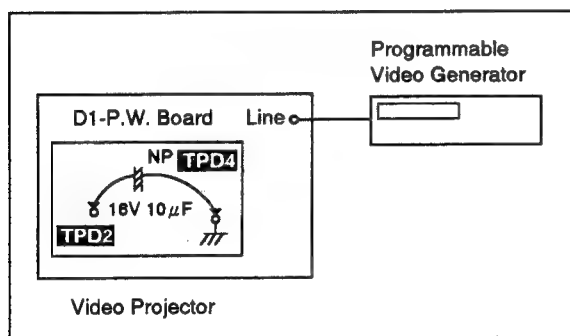 Programmable
Video Generator
D1-P.W. Board
Line
NP TPD4
16V 10μF
TPD2
Video Projector